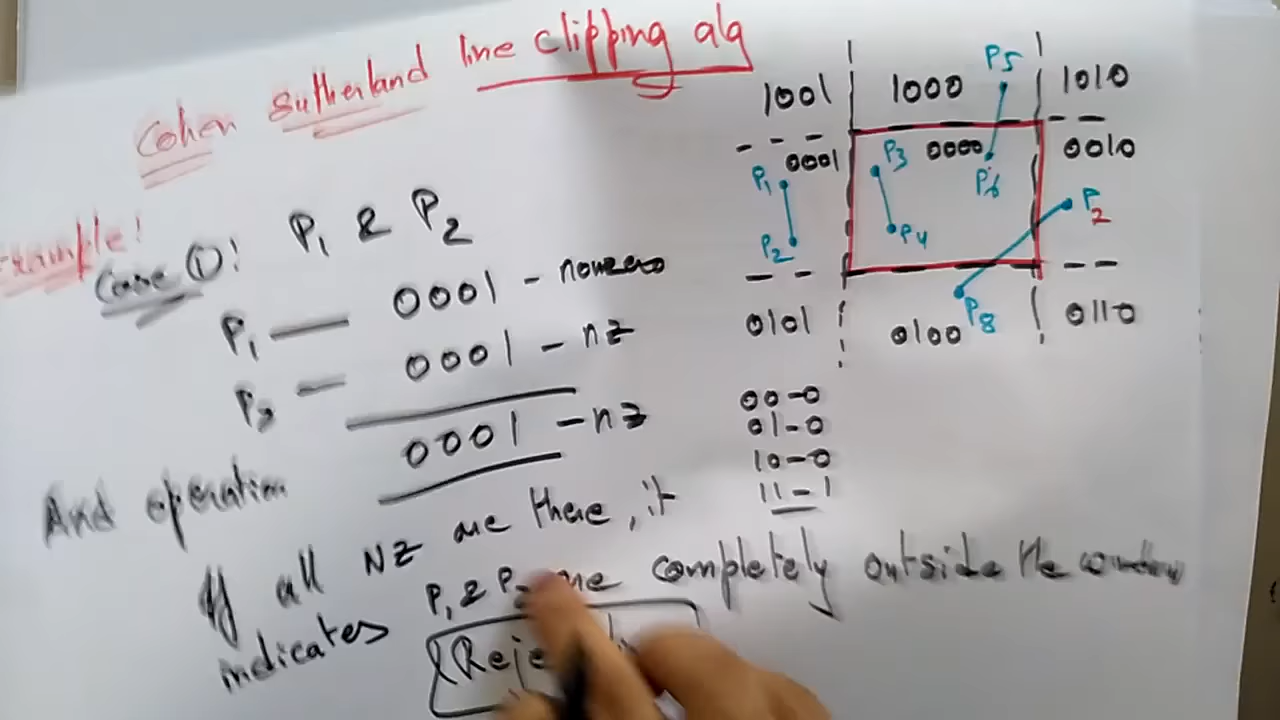 Cohen Sutherland line clipping alg
Example!
Case ①: P₁ & P₂
P₁ — 0001 - nonzero
P₂ — 0001 - nz
0001 - nz
And operation
If all NZ are there, it
indicates P₁ & P₂ are completely outside the window
1001 1000 P5 1010
0001 P3 0000 P6 0010
P1 P2
P2 P4
0101 0100 P8 0110
00-0
01-0
10-0
11-1